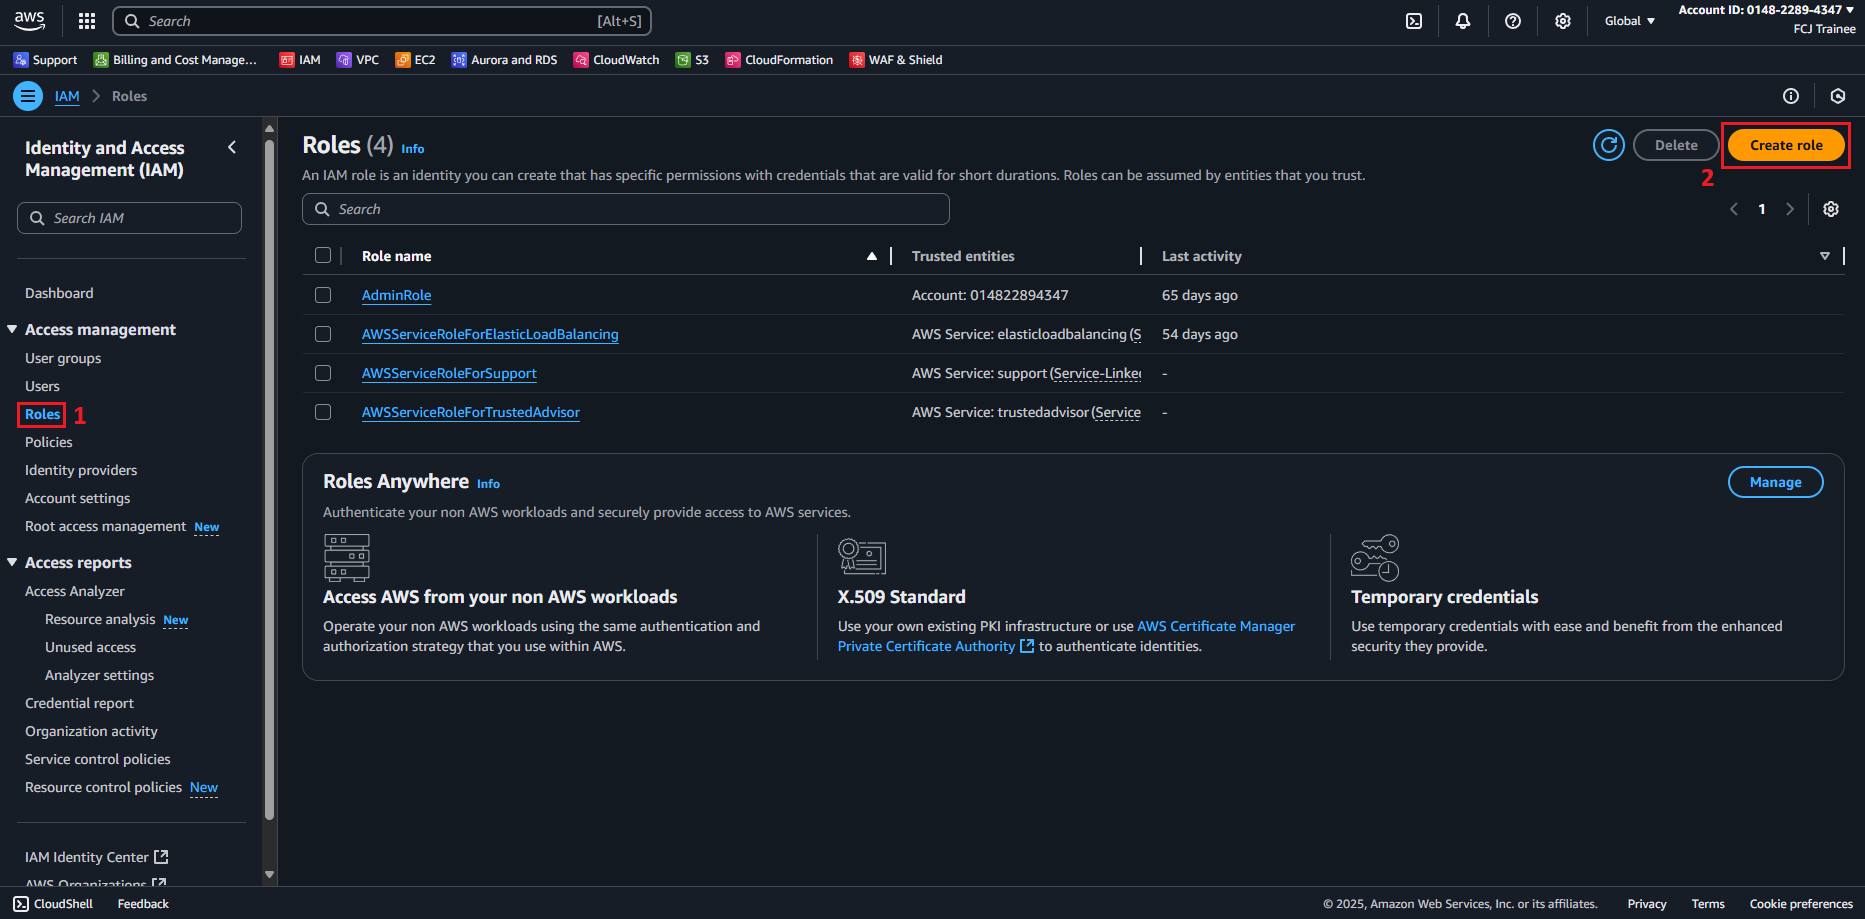 aws
Search [Alt+S]
Global
Account ID: 0148-2289-4347
FCJ Trainee
Support
Billing and Cost Manage...
IAM
VPC
EC2
Aurora and RDS
CloudWatch
S3
CloudFormation
WAF & Shield
IAM
Roles
Identity and Access
Management (IAM)
Search IAM
Dashboard
Access management
User groups
Users
Roles 1
Policies
Identity providers
Account settings
Root access management New
Access reports
Access Analyzer
Resource analysis New
Unused access
Analyzer settings
Credential report
Organization activity
Service control policies
Resource control policies New
IAM Identity Center
AWS Organizations
Roles (4) Info
Delete
Create role
2
An IAM role is an identity you can create that has specific permissions with credentials that are valid for short durations. Roles can be assumed by entities that you trust.
Search
1
Role name Trusted entities Last activity
AdminRole Account: 014822894347 65 days ago
AWSServiceRoleForElasticLoadBalancing AWS Service: elasticloadbalancing (S 54 days ago
AWSServiceRoleForSupport AWS Service: support (Service-Linke -
AWSServiceRoleForTrustedAdvisor AWS Service: trustedadvisor (Service -
Roles Anywhere Info
Manage
Authenticate your non AWS workloads and securely provide access to AWS services.
Access AWS from your non AWS workloads
Operate your non AWS workloads using the same authentication and
authorization strategy that you use within AWS.
X.509 Standard
Use your own existing PKI infrastructure or use AWS Certificate Manager
Private Certificate Authority to authenticate identities.
Temporary credentials
Use temporary credentials with ease and benefit from the enhanced
security they provide.
CloudShell
Feedback
© 2025, Amazon Web Services, Inc. or its affiliates.
Privacy
Terms
Cookie preferences